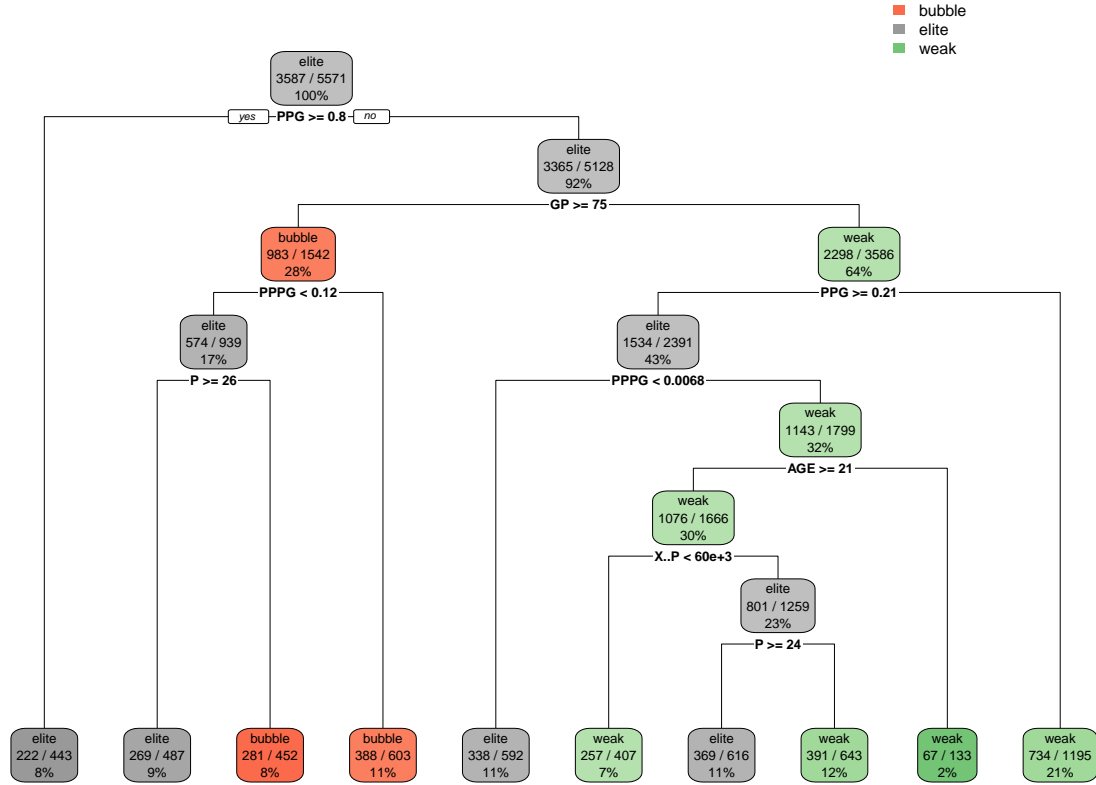 bubble
elite
weak
elite
3587 / 5571
100%
yes PPG >= 0.8 no
elite
3365 / 5128
92%
GP >= 75
bubble
983 / 1542
28%
PPPG < 0.12
weak
2298 / 3586
64%
PPG >= 0.21
elite
574 / 939
17%
P >= 26
elite
1534 / 2391
43%
PPPG < 0.0068
weak
1143 / 1799
32%
AGE >= 21
weak
1076 / 1666
30%
X..P < 60e+3
elite
801 / 1259
23%
P >= 24
elite
222 / 443
8%
elite
269 / 487
9%
bubble
281 / 452
8%
bubble
388 / 603
11%
elite
338 / 592
11%
weak
257 / 407
7%
elite
369 / 616
11%
weak
391 / 643
12%
weak
67 / 133
2%
weak
734 / 1195
21%